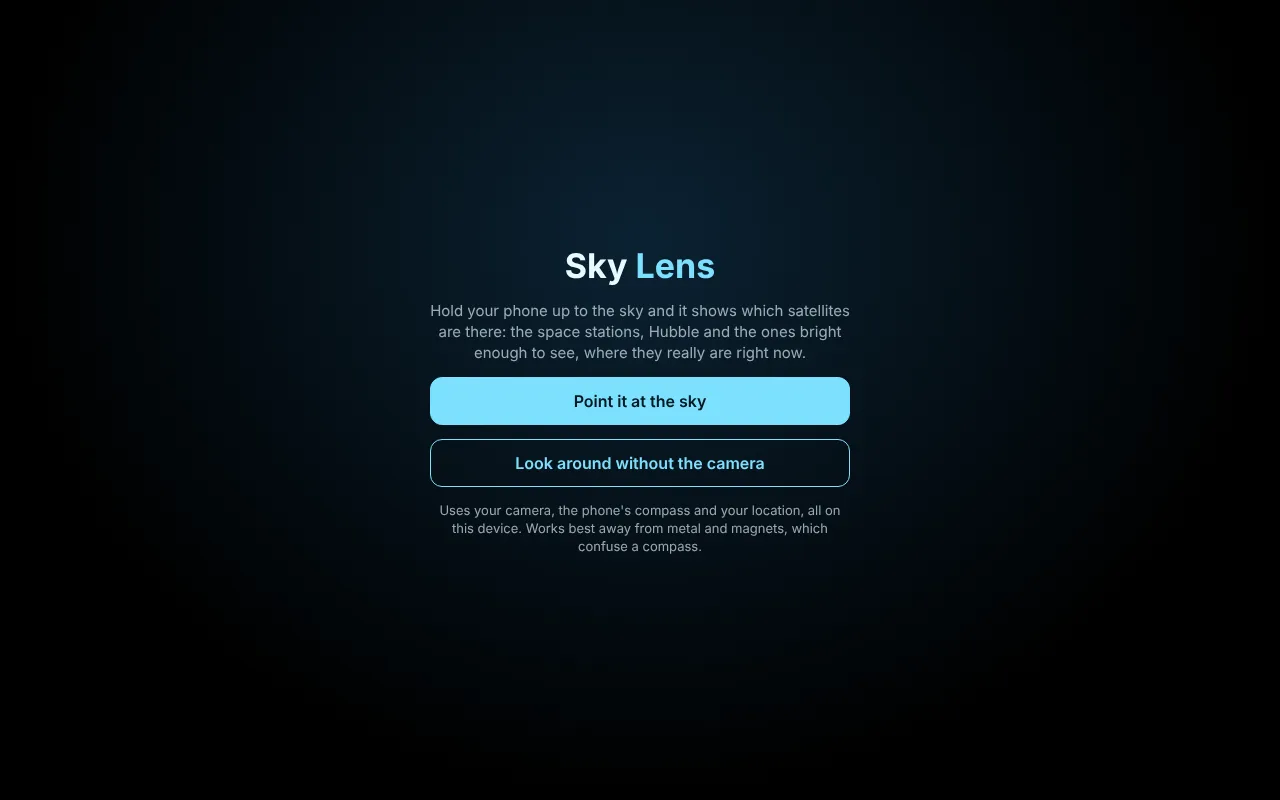 Sky Lens
Hold your phone up to the sky and it shows which satellites
are there: the space stations, Hubble and the ones bright
enough to see, where they really are right now.
Point it at the sky
Look around without the camera
Uses your camera, the phone's compass and your location, all on
this device. Works best away from metal and magnets, which
confuse a compass.